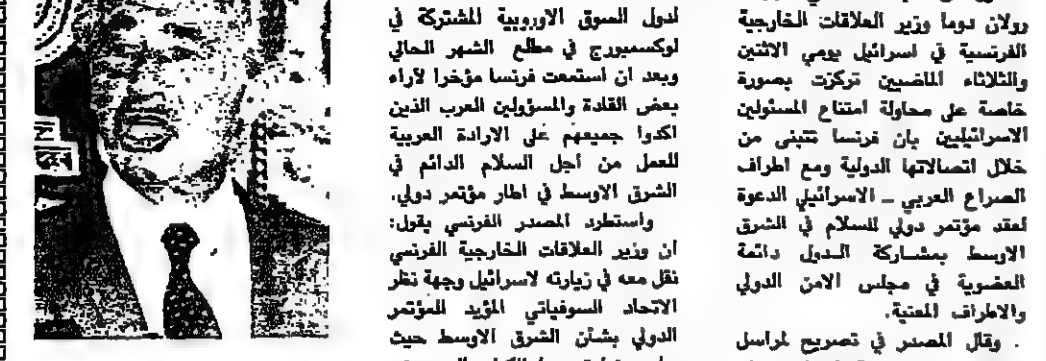 رولان دوما وزير العلاقات الخارجية
الفرنسية في اسرائيل يومي الاثنين
والثلاثاء الماضيين تركزت بصورة
خاصة على محاولة امتناع المسئولين
الاسرائيليين بان فرنسا تتبنى من
خلال اتصالاتها الدولية ومع اطراف
الصراع العربي ــ الاسرائيلي الدعوة
لعقد مؤتمر دولي للسلام في الشرق
الاوسط بمشاركة الدول دائمة
العضوية في مجلس الامن الدولي
والاطراف المعنية.
. وقال المصدر في تصريح لمراسل
لدول السوق الاوروبية المشتركة في
لوكسمبورج في مطلع الشهر الحالي
وبعد ان استمعت فرنسا مؤخرا لآراء
بعض القادة والمسؤولين العرب الذين
اكدوا جميعهم على الارادة العربية
للعمل من اجل السلام الدائم في
الشرق الاوسط في اطار مؤتمر دولي.
واستطرد المصدر الفرنسي يقول:
ان وزير العلاقات الخارجية الفرنسي
نقل معه في زيارته لاسرائيل وجهة نظر
الاتحاد السوفياتي المؤيد للمؤتمر
الدولي بشأن الشرق الاوسط حيث